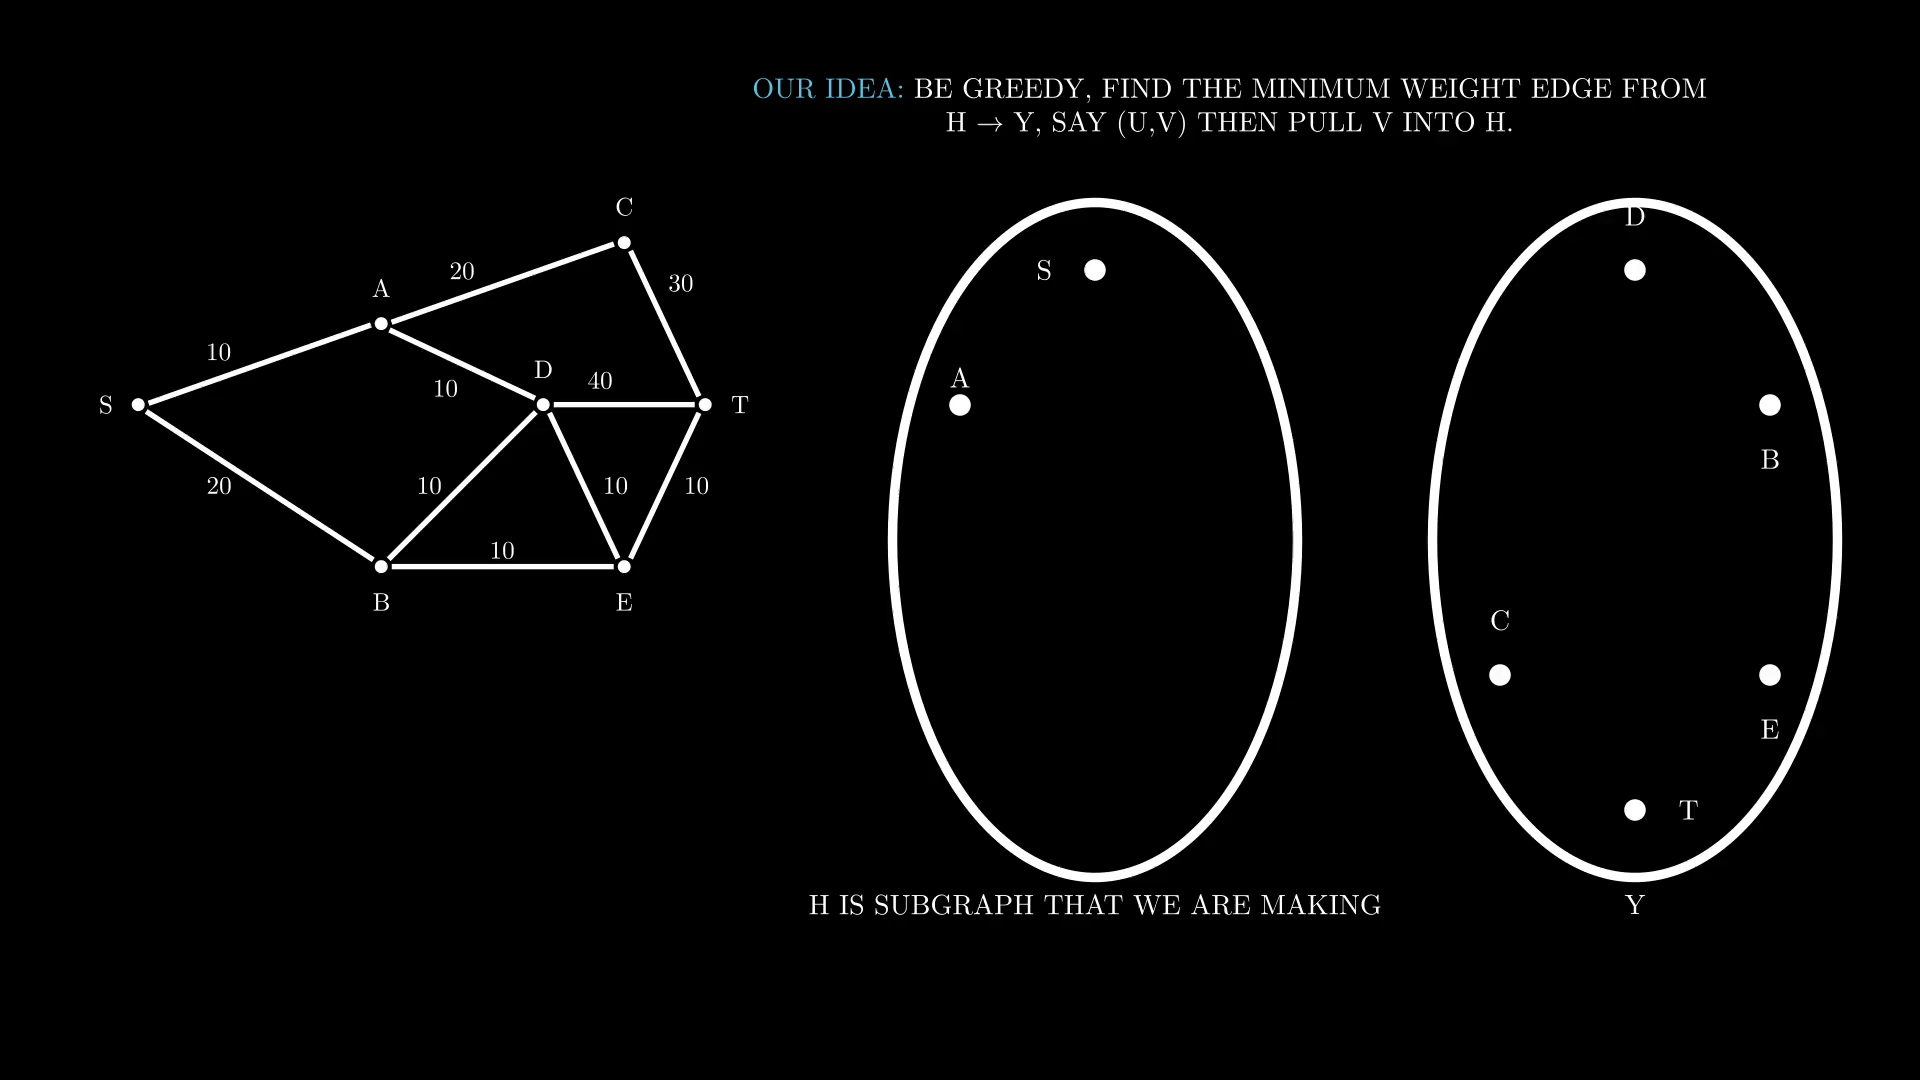 OUR IDEA: BE GREEDY, FIND THE MINIMUM WEIGHT EDGE FROM
H → Y, SAY (U,V) THEN PULL V INTO H.
C
20
30
A
10
D
40
10
S
T
20
10
10
10
10
B
E
S
A
H IS SUBGRAPH THAT WE ARE MAKING
D
B
C
E
T
Y